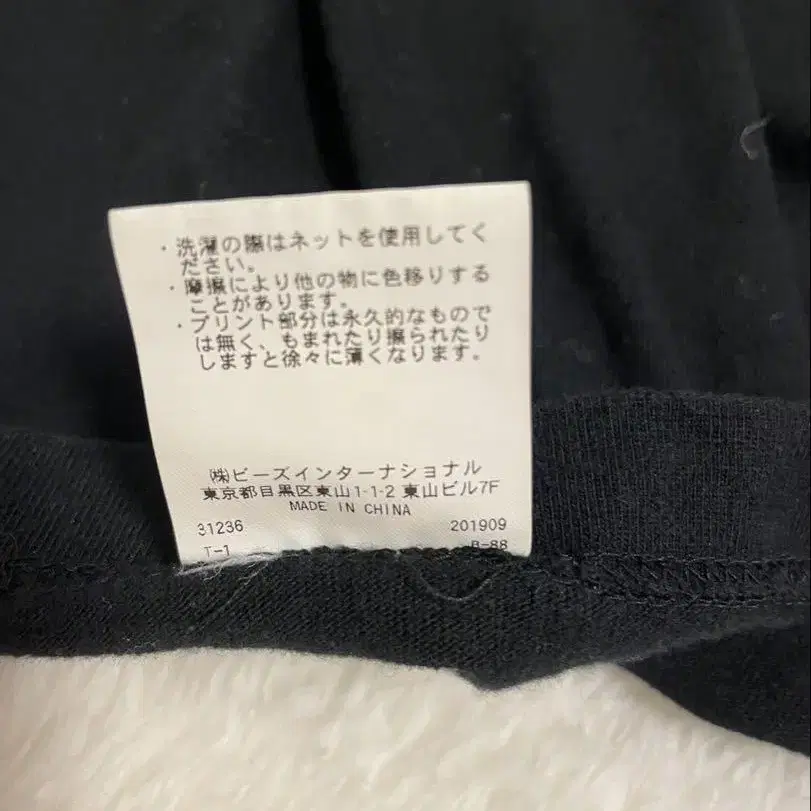 ・洗濯の際はネットを使用してく
ださい。
・摩擦により他の物に色移りする
ことがあります。
・プリント部分は永久的なもので
は無く、もまれたり擦られたり
しますと徐々に薄くなります。
㈱ビーズインターナショナル
東京都目黒区東山1-1-2 東山ビル7F
MADE IN CHINA
31236 201909
T-1 B-88